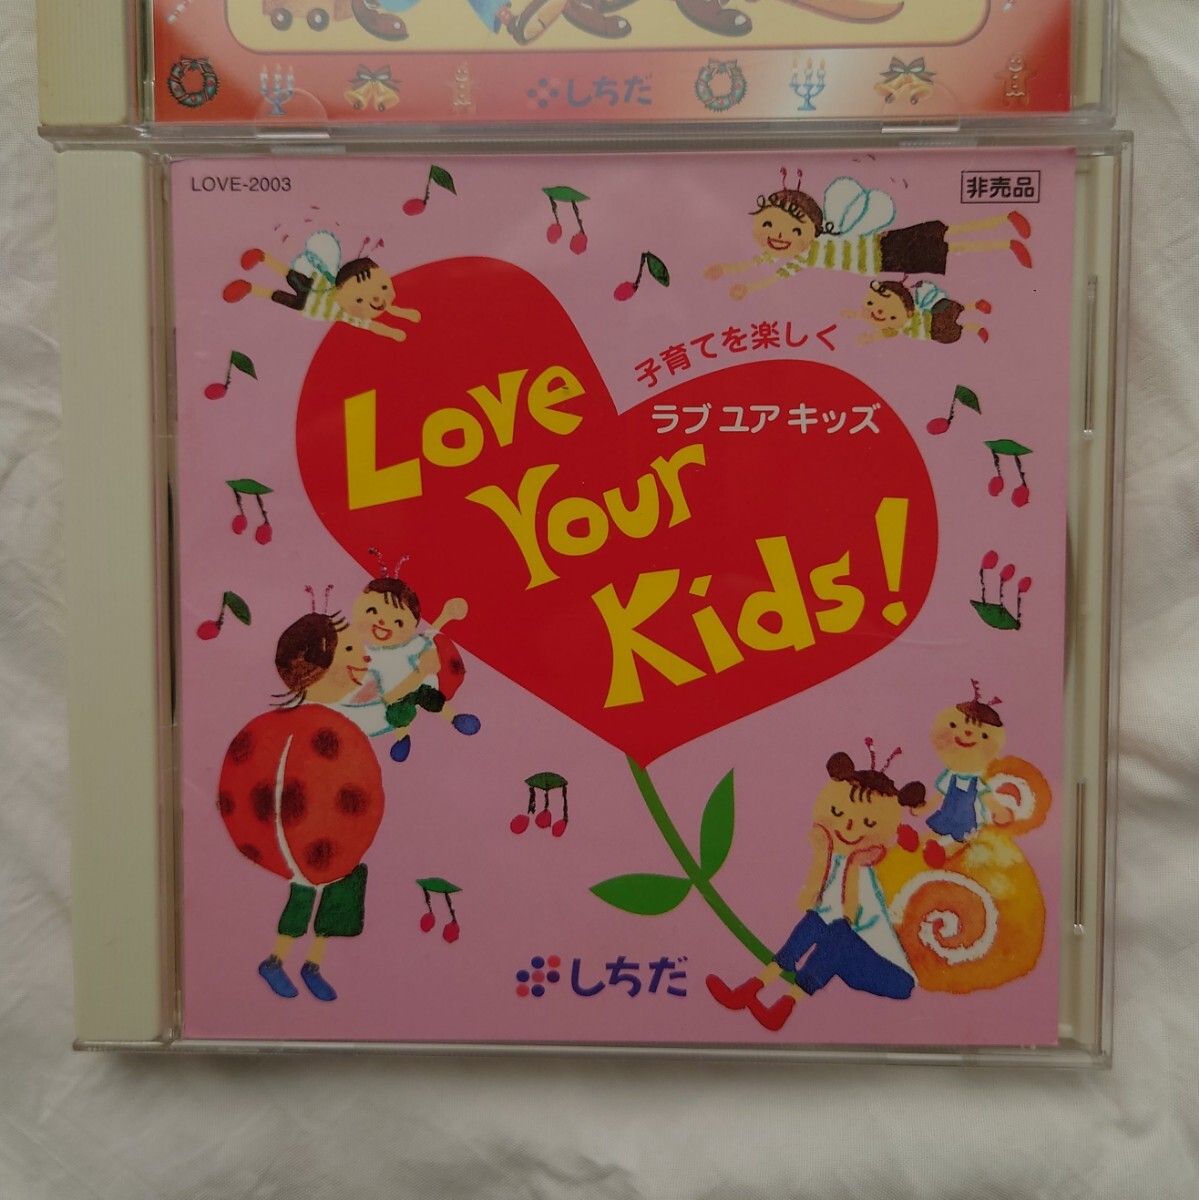 しちだ
LOVE-2003
非売品
子育てを楽しく
ラブ ユア キッズ
Love
Your
Kids!
しちだ